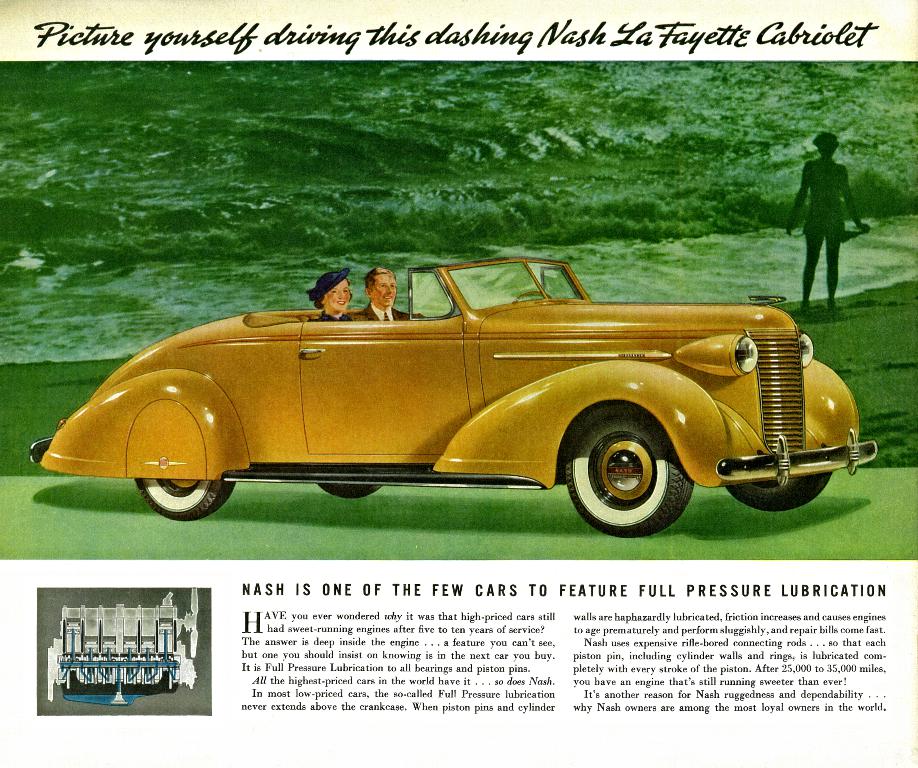 Picture yourself driving this dashing Nash LaFayette Cabriolet
NASH
NASH IS ONE OF THE FEW CARS TO FEATURE FULL PRESSURE LUBRICATION
HAVE you ever wondered why it was that high-priced cars still
had sweet-running engines after five to ten years of service?
The answer is deep inside the engine . . . a feature you can't see,
but one you should insist on knowing is in the next car you buy.
It is Full Pressure Lubrication to all bearings and piston pins.
All the highest-priced cars in the world have it . . . so does Nash.
In most low-priced cars, the so-called Full Pressure lubrication
never extends above the crankcase. When piston pins and cylinder
walls are haphazardly lubricated, friction increases and causes engines
to age prematurely and perform sluggishly, and repair bills come fast.
Nash uses expensive rifle-bored connecting rods . . . so that each
piston pin, including cylinder walls and rings, is lubricated com-
pletely with every stroke of the piston. After 25,000 to 35,000 miles,
you have an engine that's still running sweeter than ever!
It's another reason for Nash ruggedness and dependability . . .
why Nash owners are among the most loyal owners in the world.